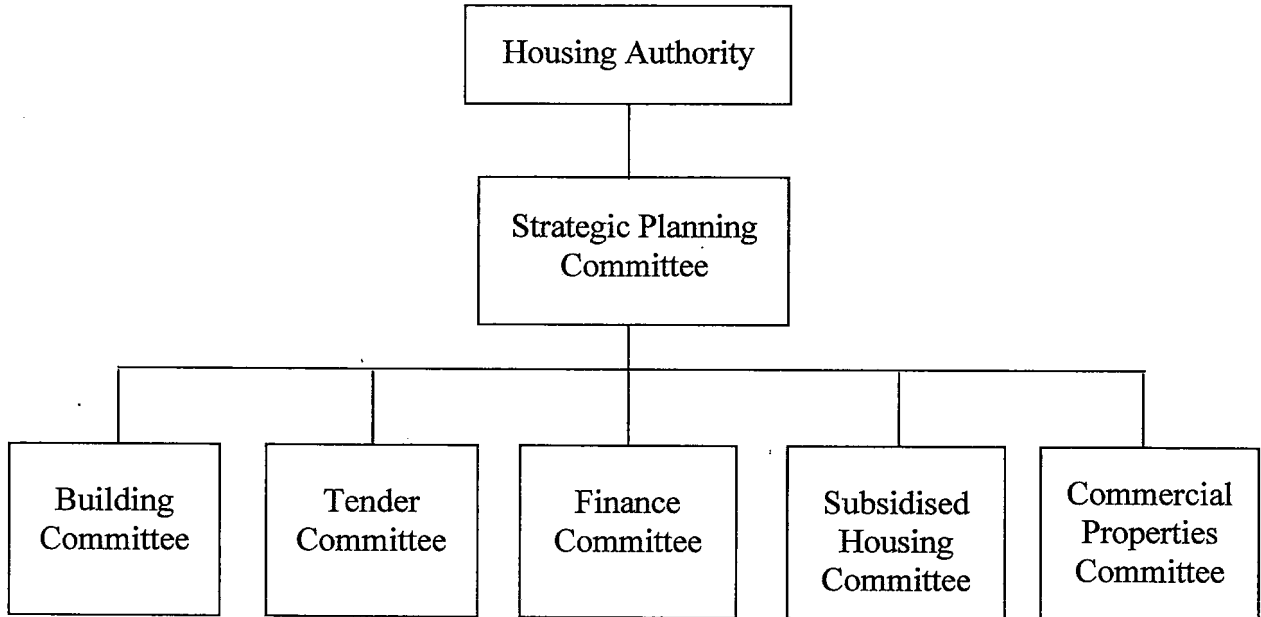 Housing Authority
Strategic Planning
Committee
Building
Committee
Tender
Committee
Finance
Committee
Subsidised
Housing
Committee
Commercial
Properties
Committee